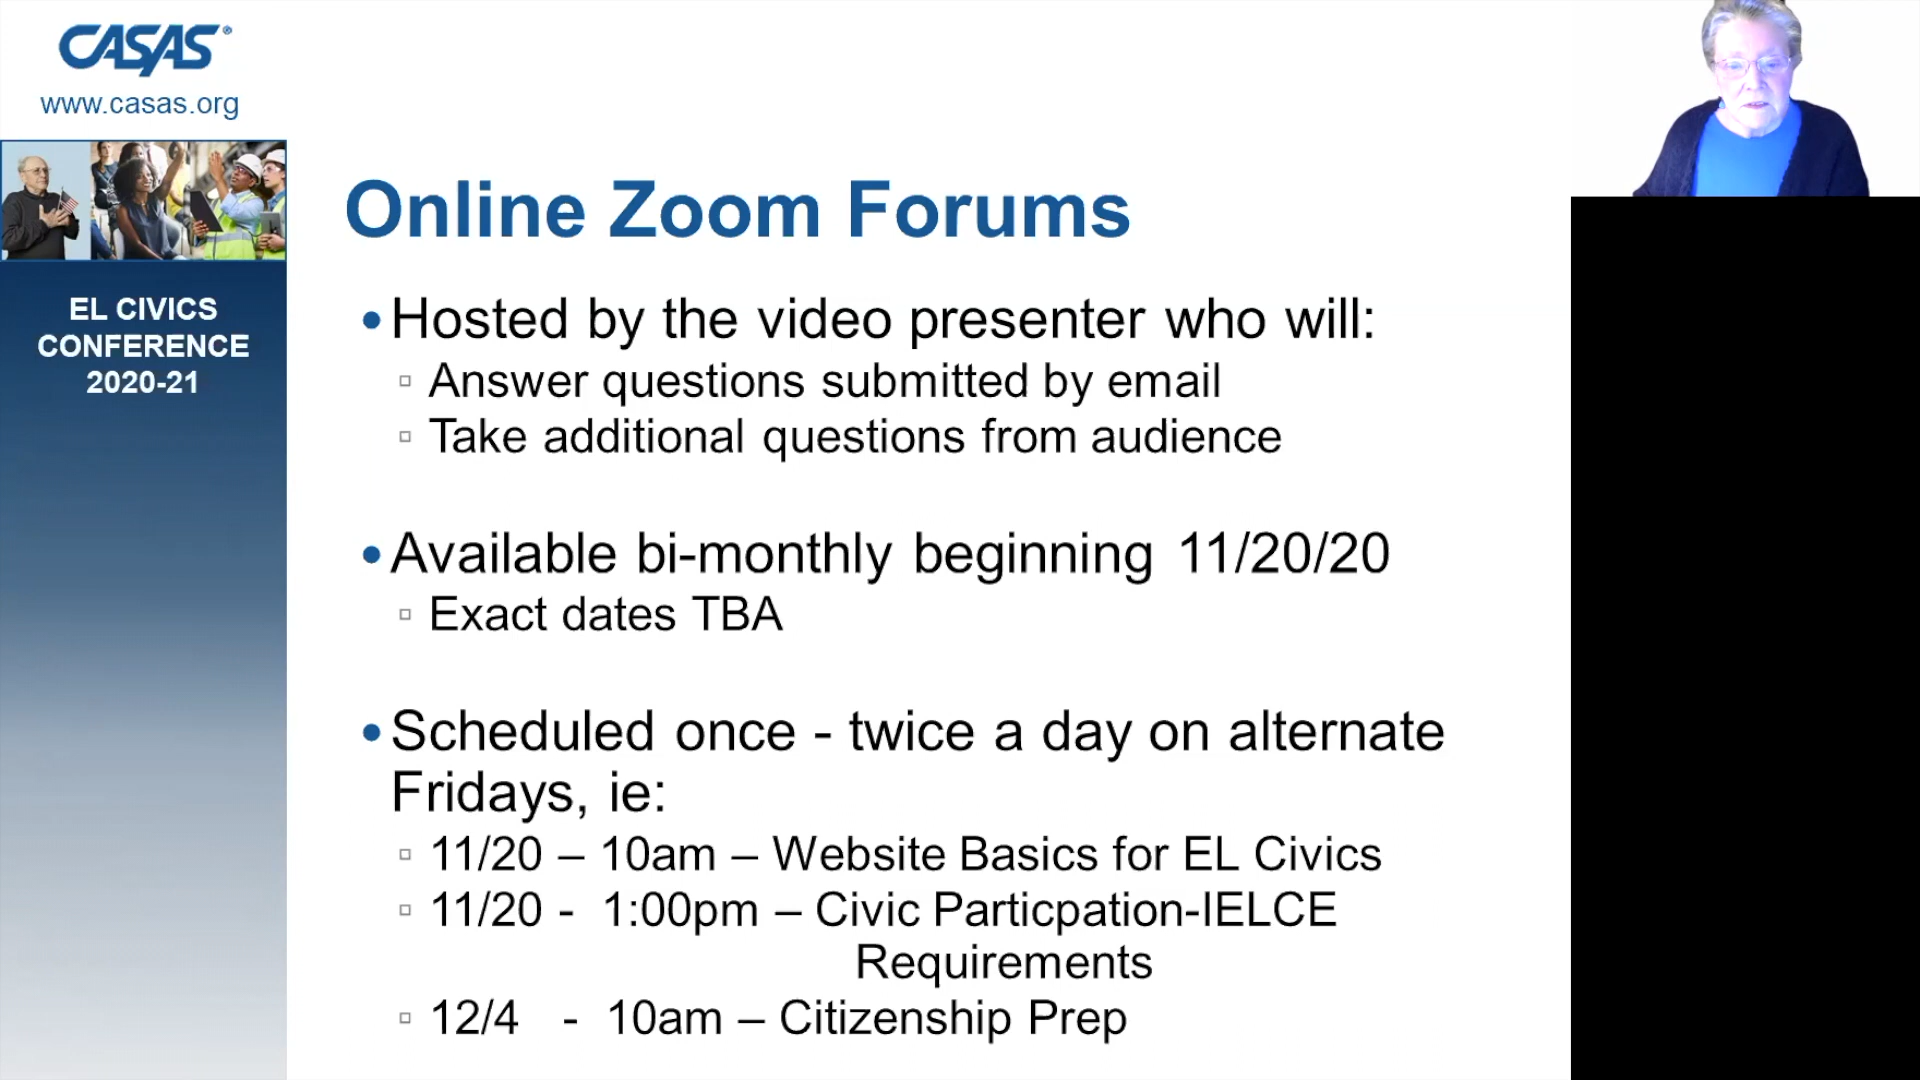 CASAS®
www.casas.org
EL CIVICS
CONFERENCE
2020-21
Online Zoom Forums
•Hosted by the video presenter who will:
▫ Answer questions submitted by email
▫ Take additional questions from audience
•Available bi-monthly beginning 11/20/20
▫ Exact dates TBA
•Scheduled once - twice a day on alternate
Fridays, ie:
▫ 11/20 – 10am – Website Basics for EL Civics
▫ 11/20 - 1:00pm – Civic Particpation-IELCE
Requirements
▫ 12/4 - 10am – Citizenship Prep